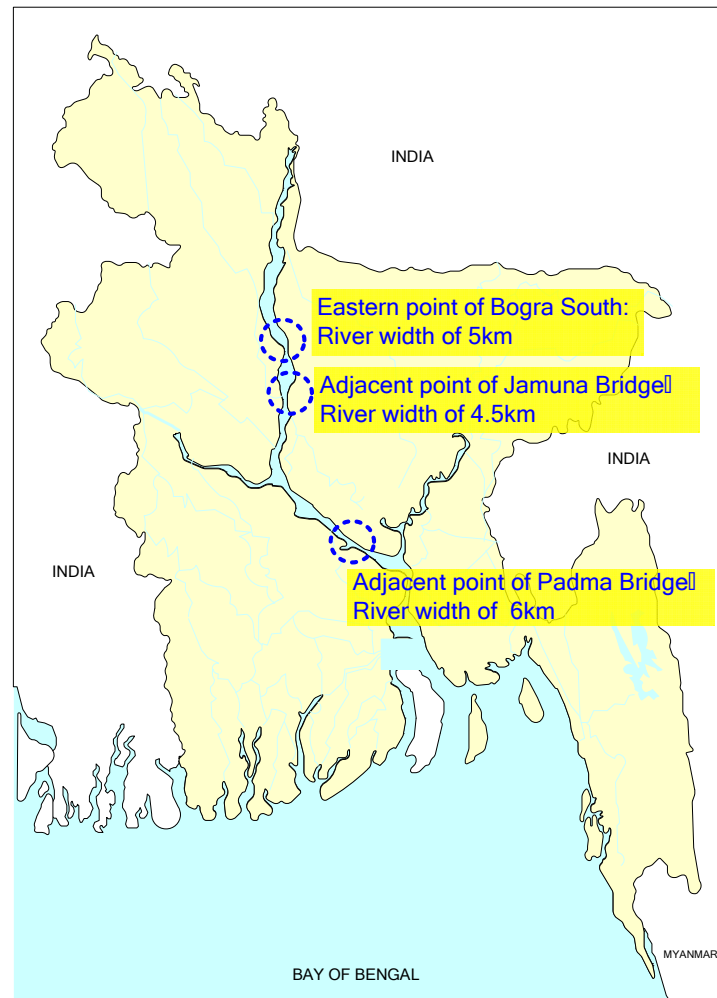 INDIA
Eastern point of Bogra South:
River width of 5km
Adjacent point of Jamuna Bridge
River width of 4.5km
INDIA
INDIA
Adjacent point of Padma Bridge
River width of 6km
MYANMAR
BAY OF BENGAL